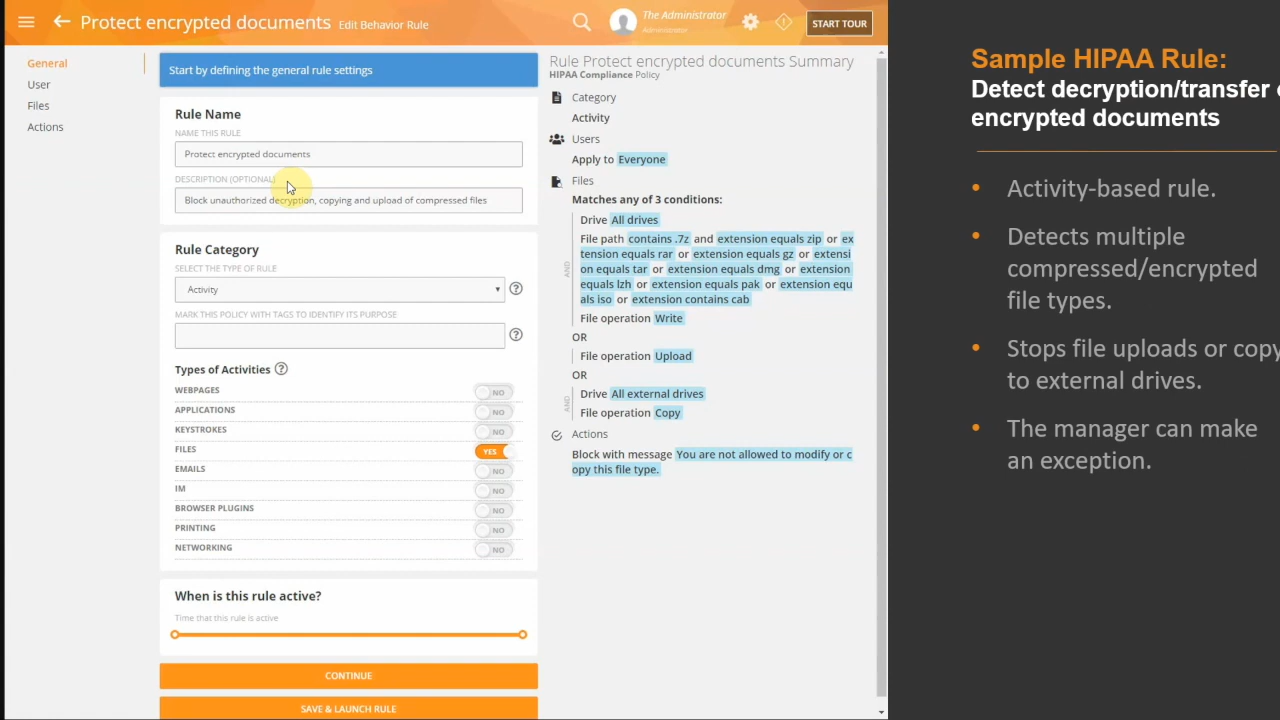 Protect encrypted documents Edit Behavior Rule
The Administrator
Administrator
START TOUR
General
User
Files
Actions
Start by defining the general rule settings
Rule Name
NAME THIS RULE
Protect encrypted documents
DESCRIPTION (OPTIONAL)
Block unauthorized decryption, copying and upload of compressed files
Rule Category
SELECT THE TYPE OF RULE
Activity
MARK THIS POLICY WITH TAGS TO IDENTIFY ITS PURPOSE
Types of Activities
WEBPAGES NO
APPLICATIONS NO
KEYSTROKES NO
FILES YES
EMAILS NO
IM NO
BROWSER PLUGINS NO
PRINTING NO
NETWORKING NO
When is this rule active?
Time that this rule is active
CONTINUE
SAVE & LAUNCH RULE
Rule Protect encrypted documents Summary
HIPAA Compliance Policy
Category
Activity
Users
Apply to Everyone
Files
Matches any of 3 conditions:
Drive All drives
File path contains .7z and extension equals zip or ex
tension equals rar or extension equals gz or extensi
on equals tar or extension equals dmg or extension
equals lzh or extension equals pak or extension equ
als iso or extension contains cab
AND
File operation Write
OR
File operation Upload
OR
Drive All external drives
AND
File operation Copy
Actions
Block with message You are not allowed to modify or c
opy this file type.
Sample HIPAA Rule:
Detect decryption/transfer o
encrypted documents
• Activity-based rule.
• Detects multiple
compressed/encrypted
file types.
• Stops file uploads or copy
to external drives.
• The manager can make
an exception.